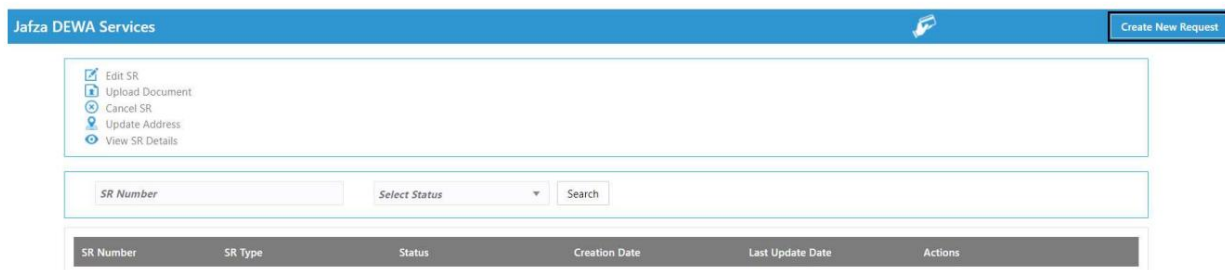 Jafza DEWA Services
Create New Request
Edit SR
Upload Document
Cancel SR
Update Address
View SR Details
SR Number Select Status Search
SR Number SR Type Status Creation Date Last Update Date Actions